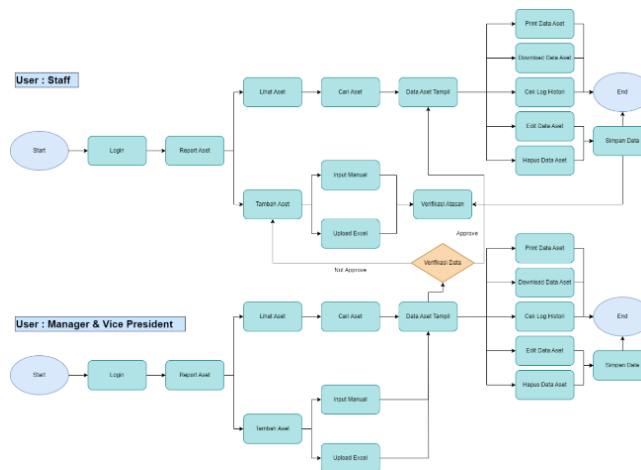 User : Staff
Start
Login
Report Aset
Lihat Aset
Cari Aset
Data Aset Tampil
Print Data Aset
Download Data Aset
Cek Log Histori
Edit Data Aset
Hapus Data Aset
End
Simpan Data
Tambah Aset
Input Manual
Upload Excel
Verifikasi Atasan
Approve
Not Approve
Verifikasi Data
User : Manager & Vice President
Start
Login
Report Aset
Lihat Aset
Cari Aset
Data Aset Tampil
Print Data Aset
Download Data Aset
Cek Log Histori
Edit Data Aset
Hapus Data Aset
End
Simpan Data
Tambah Aset
Input Manual
Upload Excel